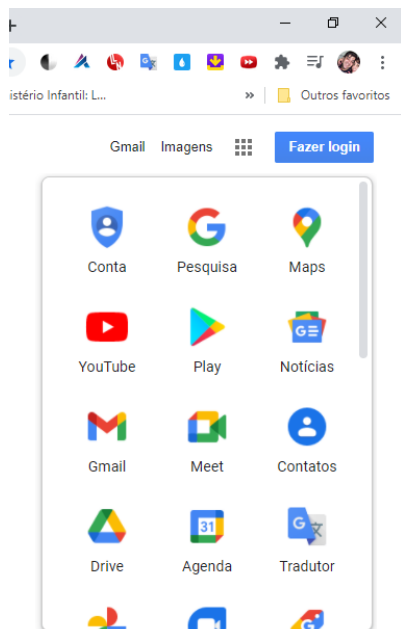 istério Infantil: L...
»
Outros favoritos
Gmail Imagens
Fazer login
Conta Pesquisa Maps
YouTube Play Notícias
Gmail Meet Contatos
31
Drive Agenda Tradutor